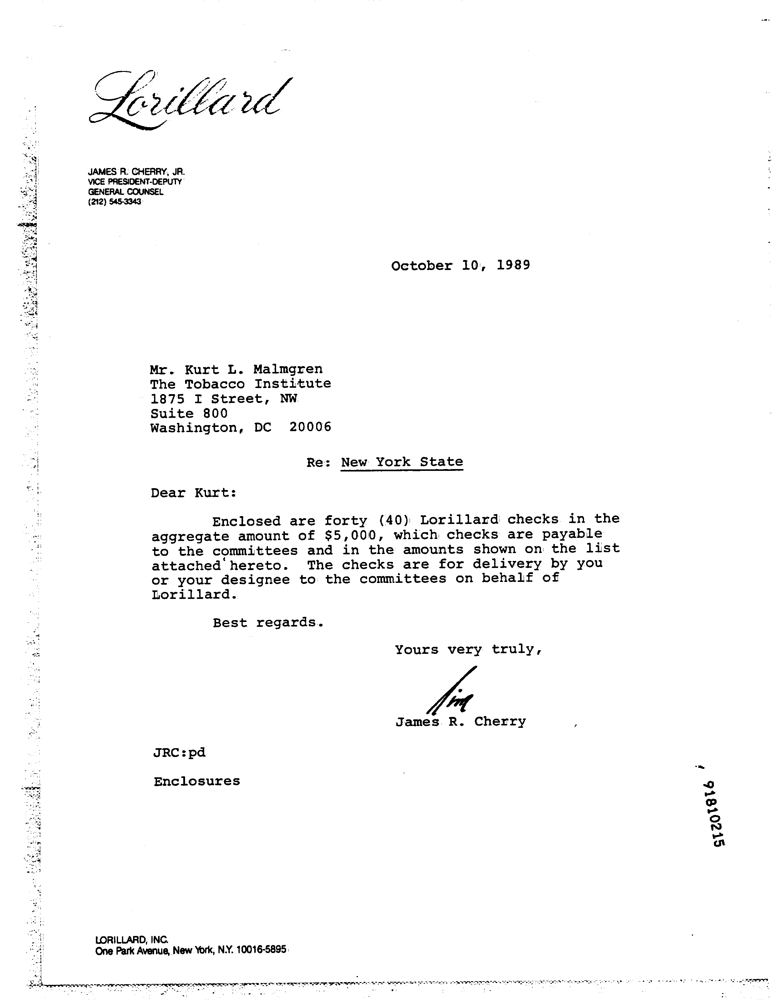 Lorillard
JAMES R. CHERRY, JR.
VICE PRESIDENT-DEPUTY
GENERAL COUNSEL
(212) 545-3343
October 10, 1989
Mr. Kurt L. Malmgren
The Tobacco Institute
1875 I Street, NW
Suite 800
Washington, DC 20006
Re: New York State
Dear Kurt:
Enclosed are forty (40) Lorillard checks in the
aggregate amount of $5,000, which checks are payable
to the committees and in the amounts shown on the list
attached hereto. The checks are for delivery by you
or your designee to the committees on behalf of
Lorillard.
Best regards.
Yours very truly,
Jim
James R. Cherry
JRC:pd
Enclosures
91810215
LORILLARD, INC.
One Park Avenue, New York, N.Y. 10016-5895